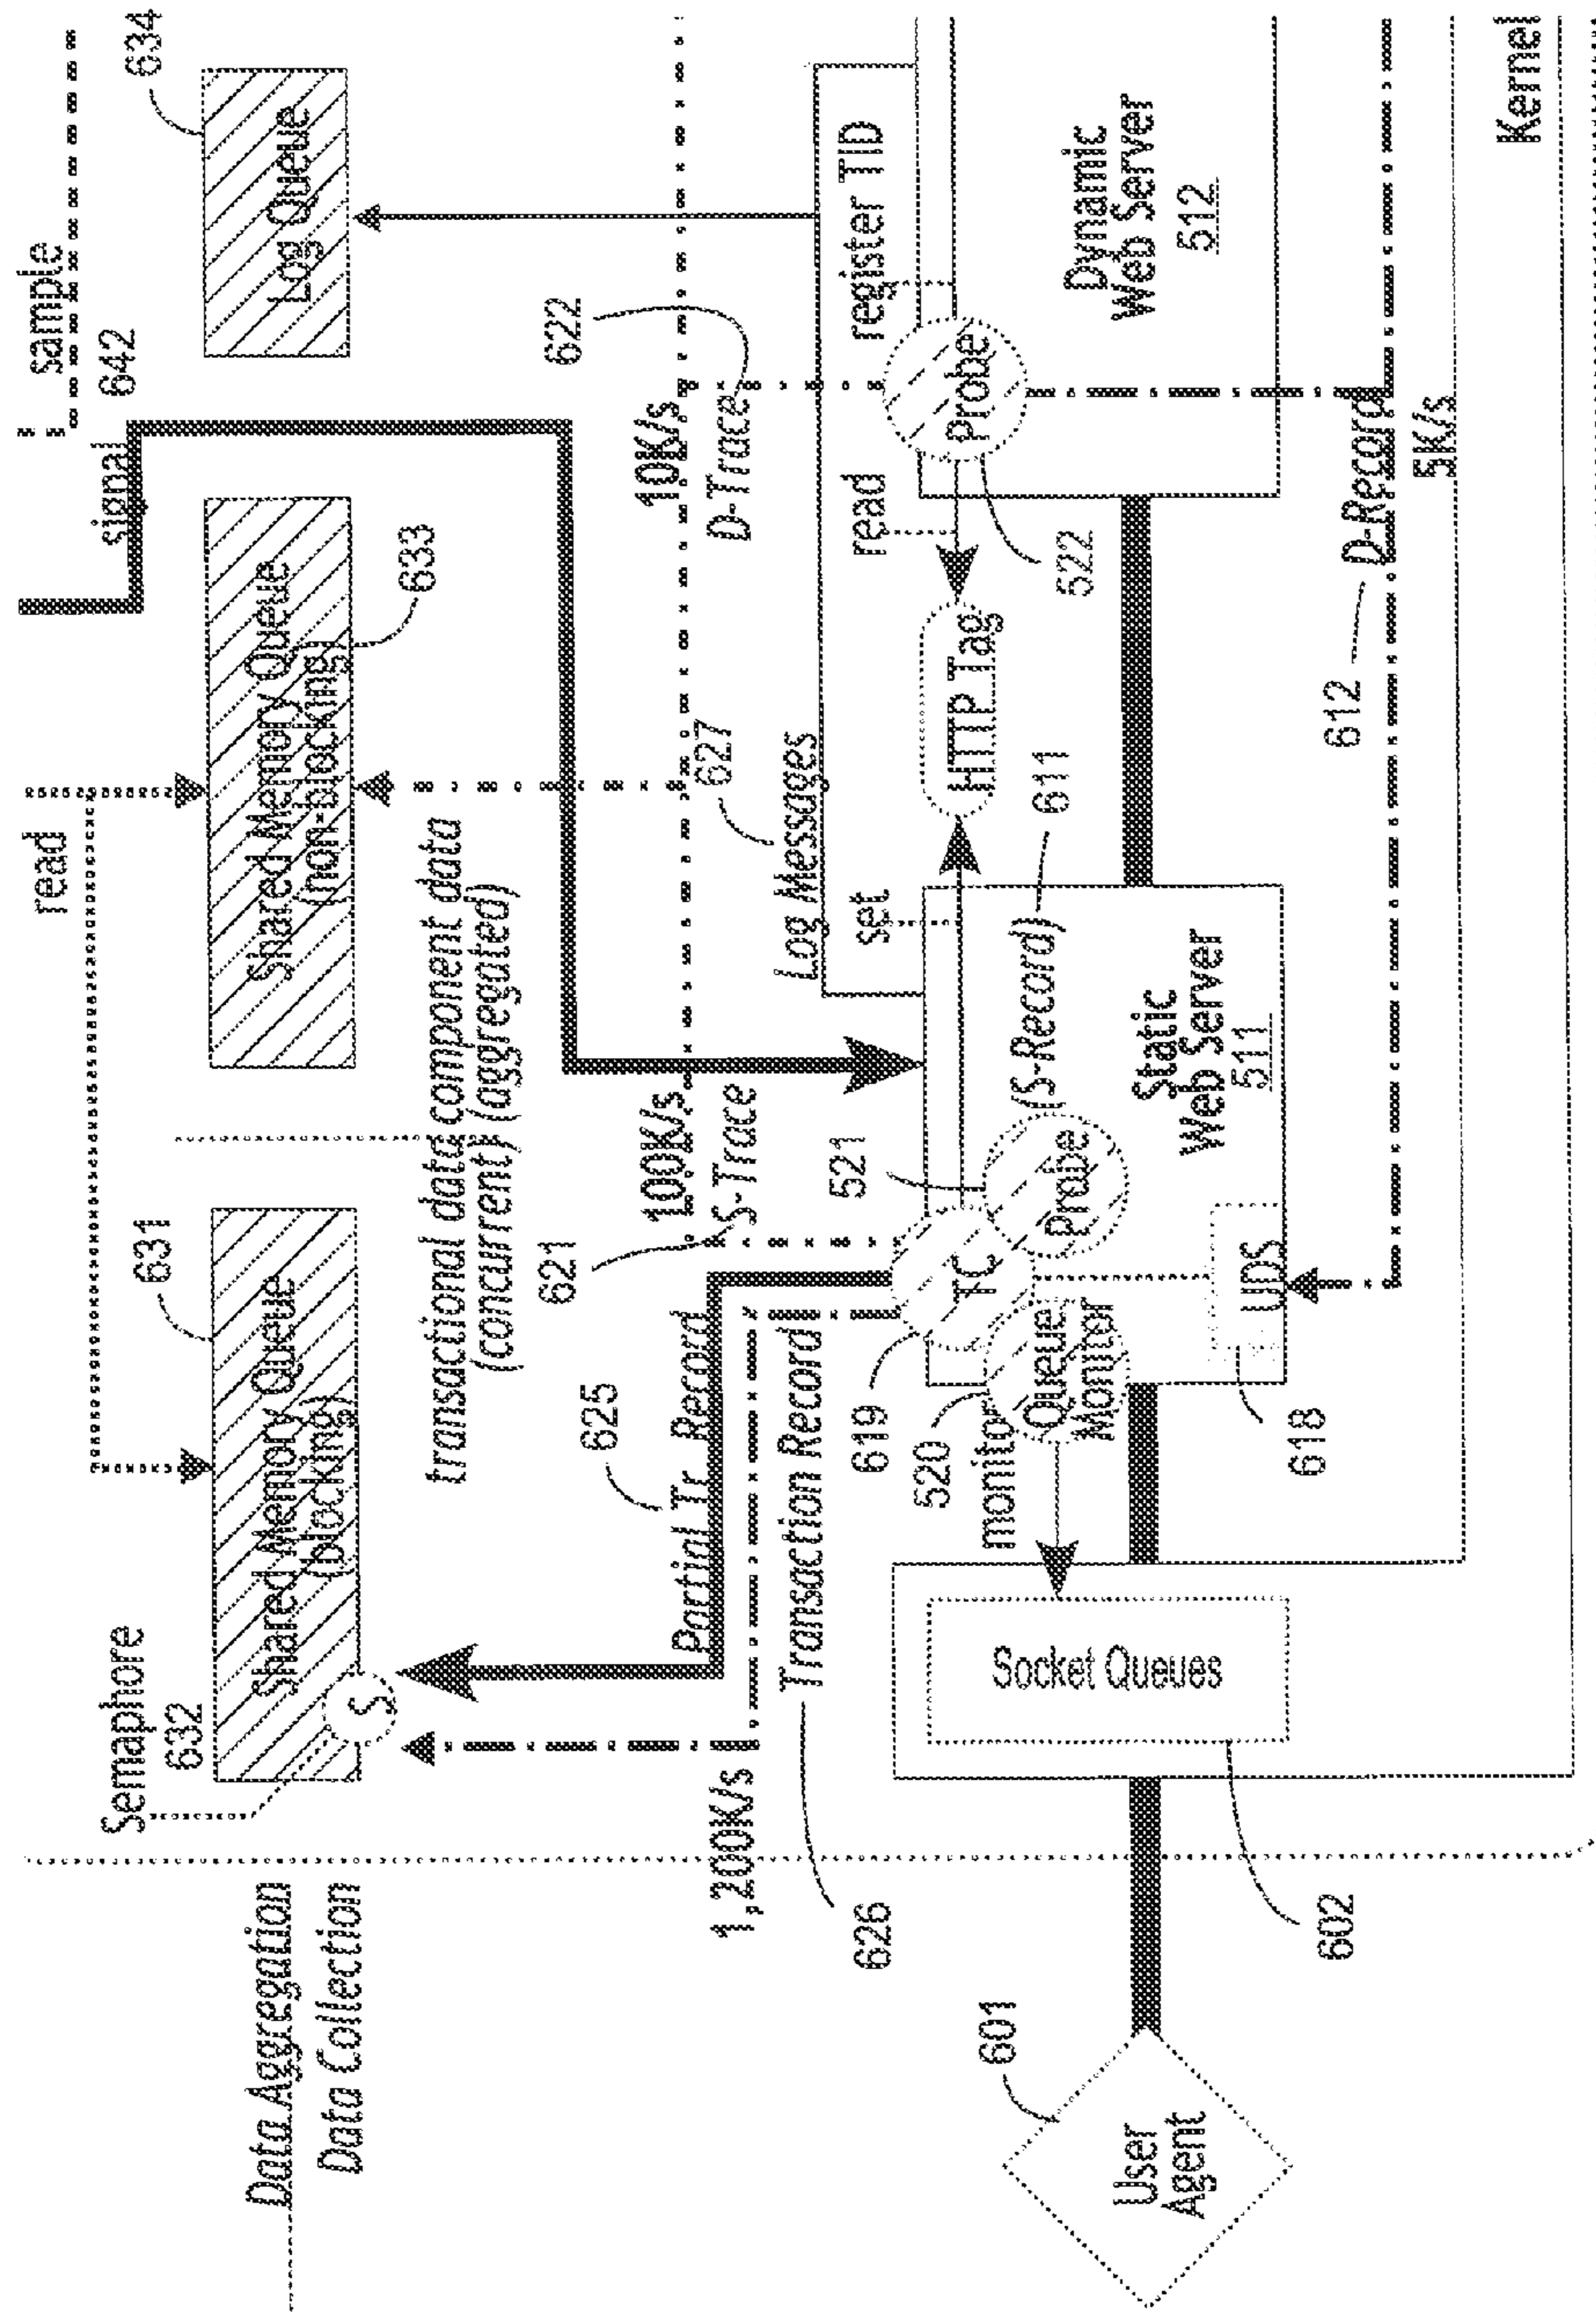 sample
642
signal
634
Log Queue
read
Shared Memory Queue
(non-blocking)
633
631
Shared Memory Queue
(blocking)
Semaphore
632
S
Data Aggregation
Data Collection
transactional data component data
(concurrent) (aggregated)
622
10K/s
D-Trace
627
Log Messages
621
100K/s
S-Trace
625
Partial Tr. Record
1,200K/s
Transaction Record
626
register TID
read
set
Probe
522
HTTP Tag
(S-Record)
611
521
TC
Probe
619
520
Queue
Monitor
monitor
UDS
618
Static
Web Server
511
Dynamic
Web Server
512
D-Record
612
5K/s
Kernel
Socket Queues
602
601
User
Agent